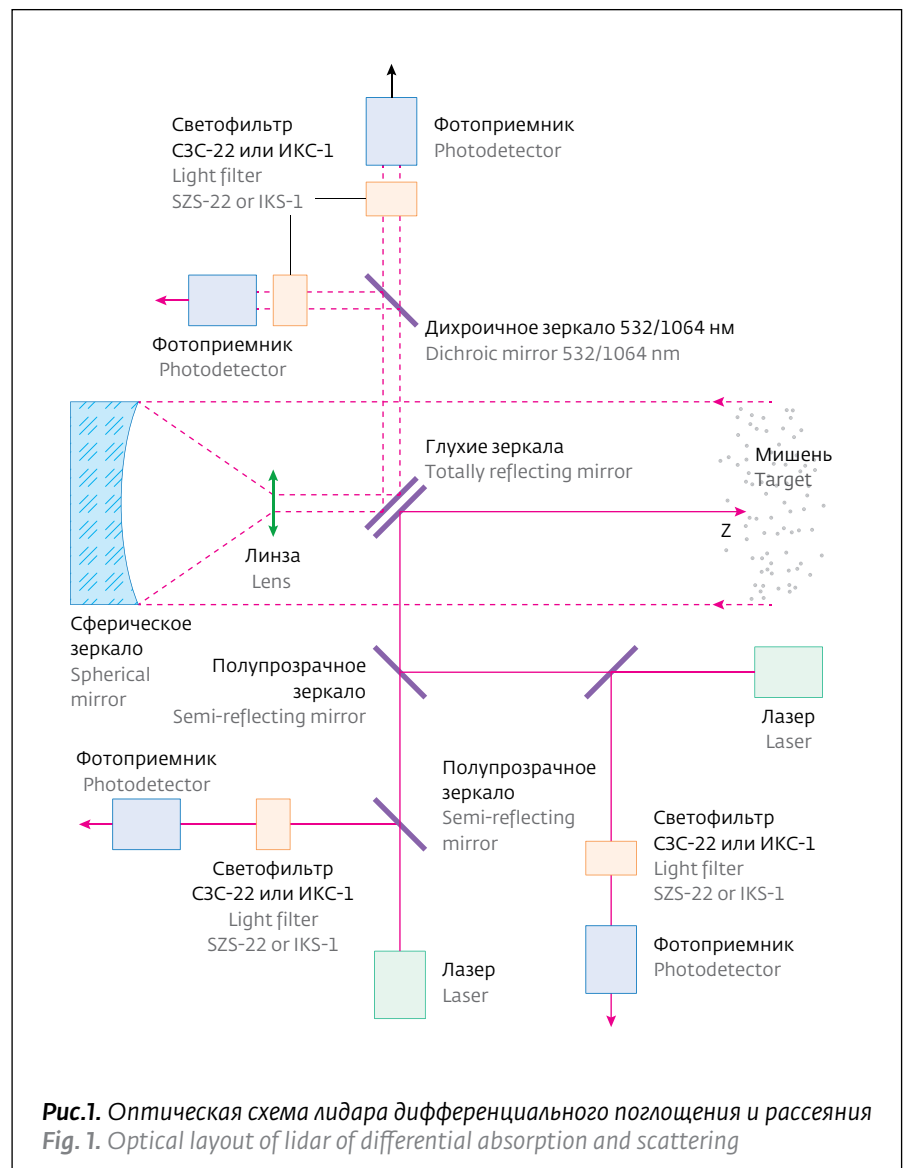 Светофильтр
СЗС-22 или ИКС-1
Light filter
SZS-22 or IKS-1
Фотоприемник
Photodetector
Фотоприемник
Photodetector
Дихроичное зеркало 532/1064 нм
Dichroic mirror 532/1064 nm
Глухие зеркала
Totally reflecting mirror
Мишень
Target
Z
Линза
Lens
Сферическое
зеркало
Spherical
mirror
Полупрозрачное
зеркало
Semi-reflecting mirror
Лазер
Laser
Фотоприемник
Photodetector
Полупрозрачное
зеркало
Semi-reflecting
mirror
Светофильтр
СЗС-22 или ИКС-1
Light filter
SZS-22 or IKS-1
Светофильтр
СЗС-22 или ИКС-1
Light filter
SZS-22 or IKS-1
Лазер
Laser
Фотоприемник
Photodetector
Рис.1. Оптическая схема лидара дифференциального поглощения и рассеяния
Fig. 1. Optical layout of lidar of differential absorption and scattering